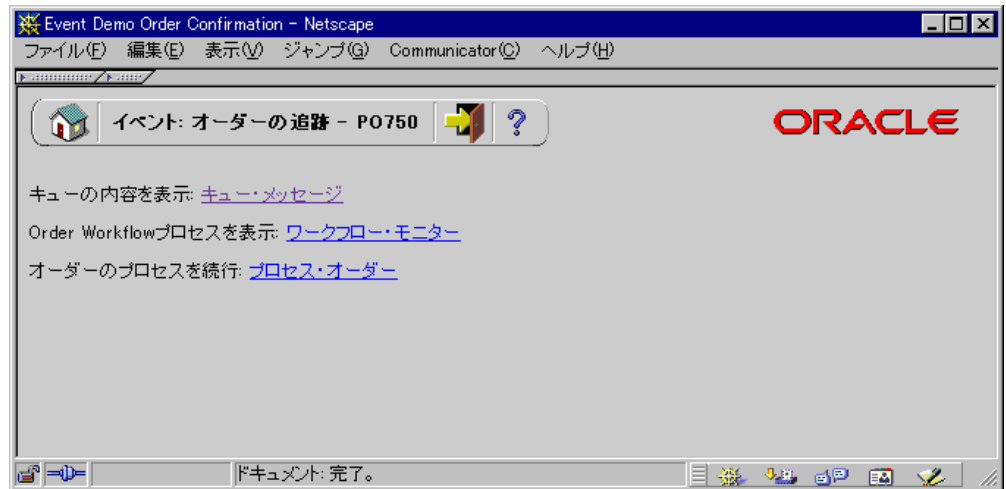 Event Demo Order Confirmation - Netscape
ファイル(F) 編集(E) 表示(V) ジャンプ(G) Communicator(C) ヘルプ(H)
イベント: オーダーの追跡 - PO750 ?
ORACLE
キューの内容を表示: キュー・メッセージ
Order Workflowプロセスを表示: ワークフロー・モニター
オーダーのプロセスを続行: プロセス・オーダー
ドキュメント: 完了。